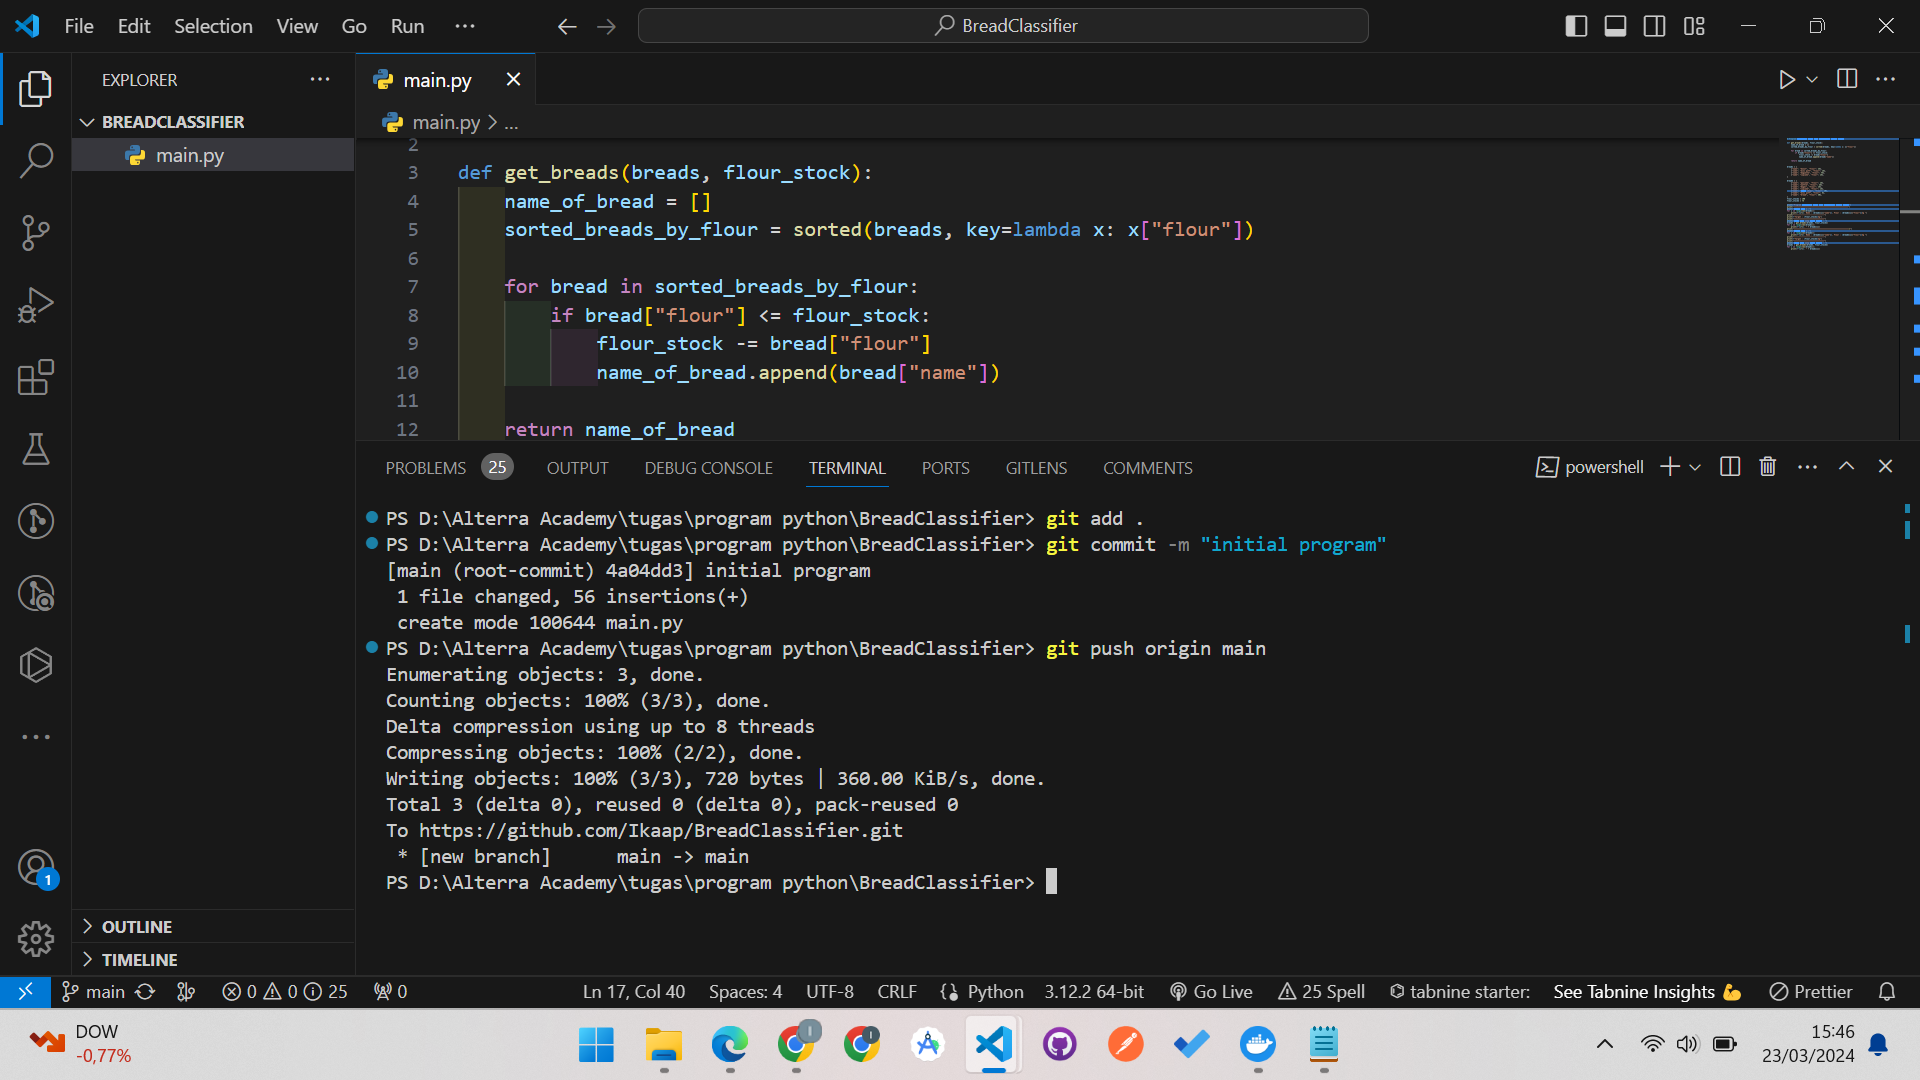 File Edit Selection View Go Run ···
BreadClassifier
EXPLORER
BREADCLASSIFIER
main.py
main.py
main.py > ...
2
3 def get_breads(breads, flour_stock):
4 name_of_bread = []
5 sorted_breads_by_flour = sorted(breads, key=lambda x: x["flour"])
6
7 for bread in sorted_breads_by_flour:
8 if bread["flour"] <= flour_stock:
9 flour_stock -= bread["flour"]
10 name_of_bread.append(bread["name"])
11
12 return name_of_bread
PROBLEMS 25 OUTPUT DEBUG CONSOLE TERMINAL PORTS GITLENS COMMENTS
powershell
PS D:\Alterra Academy\tugas\program python\BreadClassifier> git add .
PS D:\Alterra Academy\tugas\program python\BreadClassifier> git commit -m "initial program"
[main (root-commit) 4a04dd3] initial program
1 file changed, 56 insertions(+)
create mode 100644 main.py
PS D:\Alterra Academy\tugas\program python\BreadClassifier> git push origin main
Enumerating objects: 3, done.
Counting objects: 100% (3/3), done.
Delta compression using up to 8 threads
Compressing objects: 100% (2/2), done.
Writing objects: 100% (3/3), 720 bytes | 360.00 KiB/s, done.
Total 3 (delta 0), reused 0 (delta 0), pack-reused 0
To https://github.com/Ikaap/BreadClassifier.git
* [new branch] main -> main
PS D:\Alterra Academy\tugas\program python\BreadClassifier>
1
OUTLINE
TIMELINE
main 0 0 25 0 Ln 17, Col 40 Spaces: 4 UTF-8 CRLF Python 3.12.2 64-bit Go Live 25 Spell tabnine starter: See Tabnine Insights Prettier
DOW
-0,77%
15:46
23/03/2024